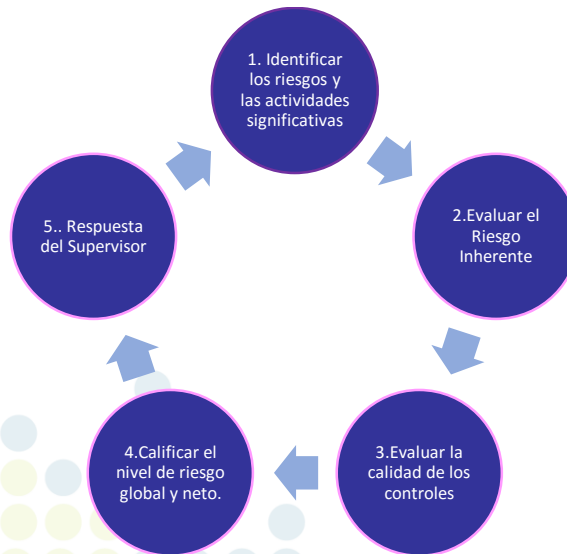 1. Identificar
los riesgos y
las actividades
significativas
2.Evaluar el
Riesgo
Inherente
3.Evaluar la
calidad de los
controles
4.Calificar el
nivel de riesgo
global y neto.
5.. Respuesta
del Supervisor